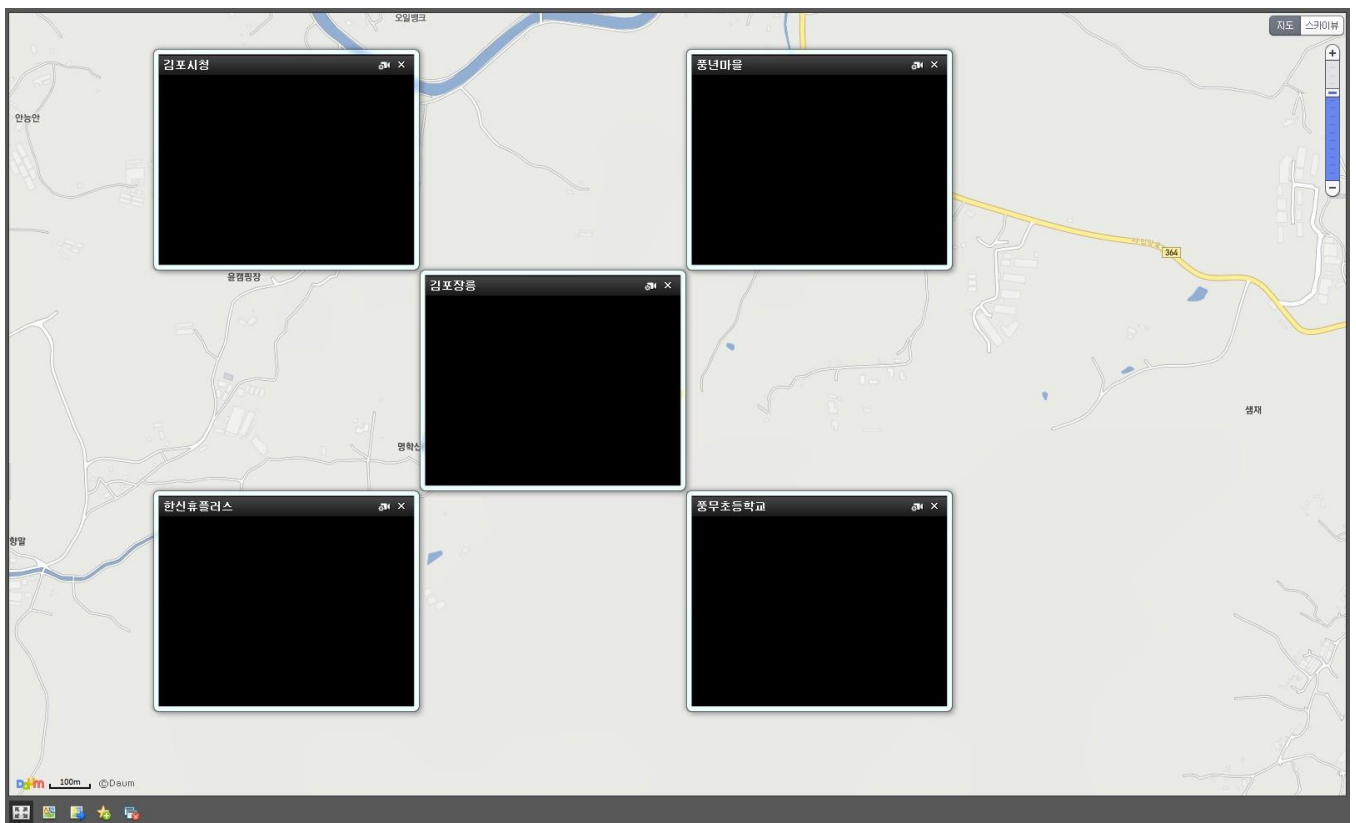 오일뱅크
지도 스카이뷰
김포시청
풍년마을
안능안
364
윤캠핑장
김포장릉
샘재
명학산
한신휴플러스
풍무초등학교
향말
Daum 100m ©Daum